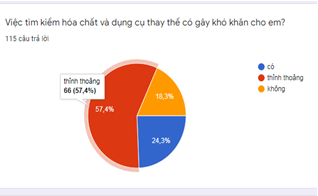 Việc tìm kiếm hóa chất và dụng cụ thay thế có gây khó khăn cho em?
115 câu trả lời
thỉnh thoảng
66 (57,4%)
57,4%
18,3%
24,3%
có
thỉnh thoảng
không